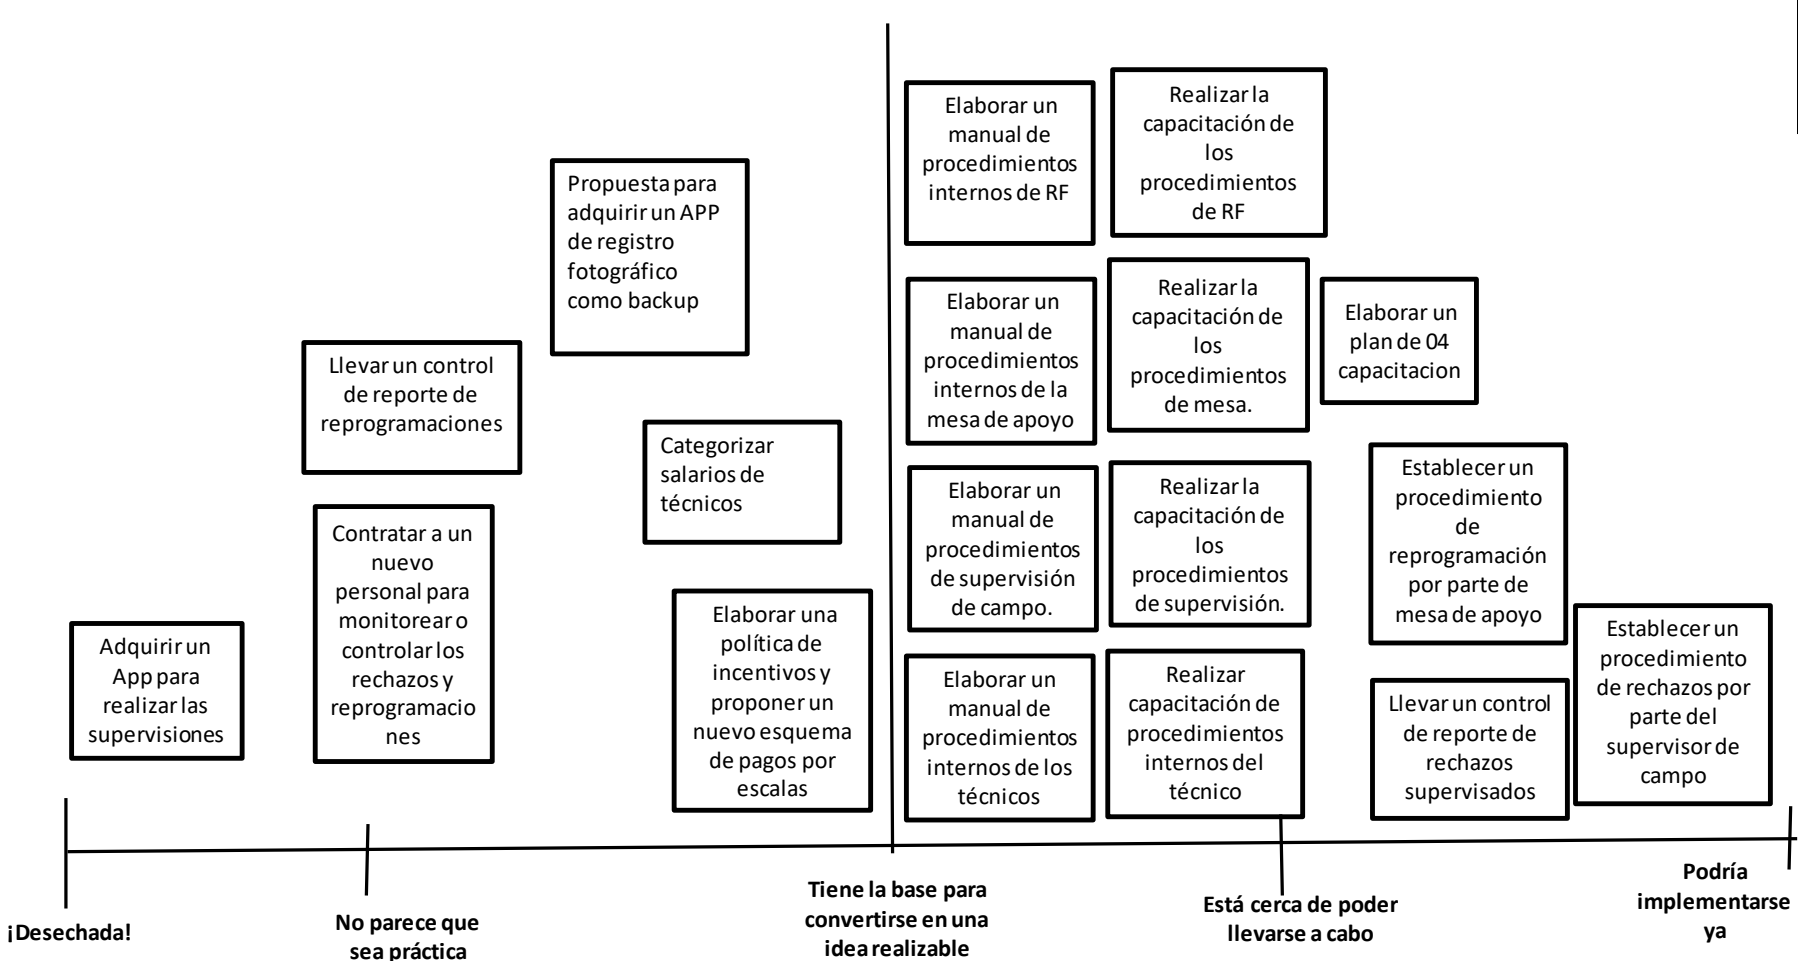 Elaborar un
manual de
procedimientos
internos de RF
Realizar la
capacitación de
los
procedimientos
de RF
Propuesta para
adquirir un APP
de registro
fotográfico
como backup
Elaborar un
manual de
procedimientos
internos de la
mesa de apoyo
Realizar la
capacitación de
los
procedimientos
de mesa.
Elaborar un
plan de 04
capacitacion
Llevar un control
de reporte de
reprogramaciones
Categorizar
salarios de
técnicos
Elaborar un
manual de
procedimientos
de supervisión
de campo.
Realizar la
capacitación de
los
procedimientos
de supervisión.
Establecer un
procedimiento
de
reprogramación
por parte de
mesa de apoyo
Contratar a un
nuevo
personal para
monitorear o
controlar los
rechazos y
reprogramacio
nes
Adquirir un
App para
realizar las
supervisiones
Elaborar una
política de
incentivos y
proponer un
nuevo esquema
de pagos por
escalas
Elaborar un
manual de
procedimientos
internos de los
técnicos
Realizar
capacitación de
procedimientos
internos del
técnico
Llevar un control
de reporte de
rechazos
supervisados
Establecer un
procedimiento
de rechazos por
parte del
supervisor de
campo
¡Desechada!
No parece que
sea práctica
Tiene la base para
convertirse en una
idea realizable
Está cerca de poder
llevarse a cabo
Podría
implementarse
ya